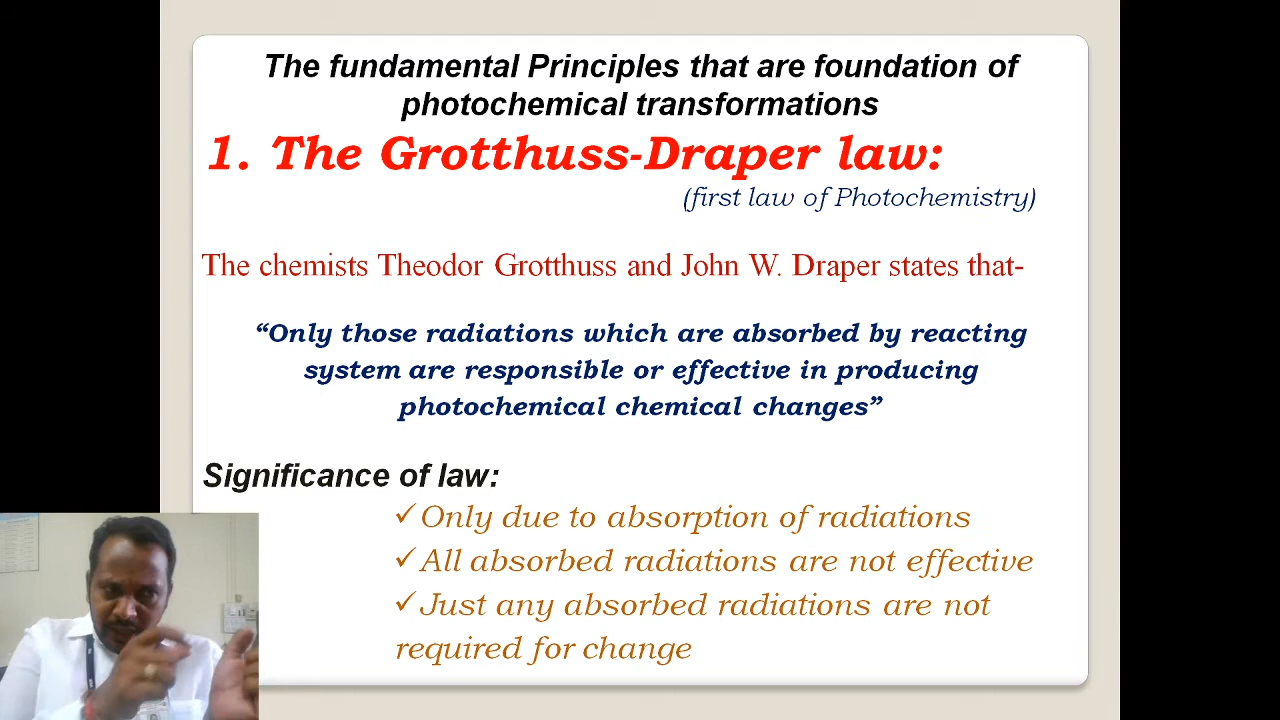 The fundamental Principles that are foundation of
photochemical transformations
1. The Grotthuss-Draper law:
(first law of Photochemistry)
The chemists Theodor Grotthuss and John W. Draper states that-
“Only those radiations which are absorbed by reacting
system are responsible or effective in producing
photochemical chemical changes”
Significance of law:
✓Only due to absorption of radiations
✓All absorbed radiations are not effective
✓Just any absorbed radiations are not
required for change